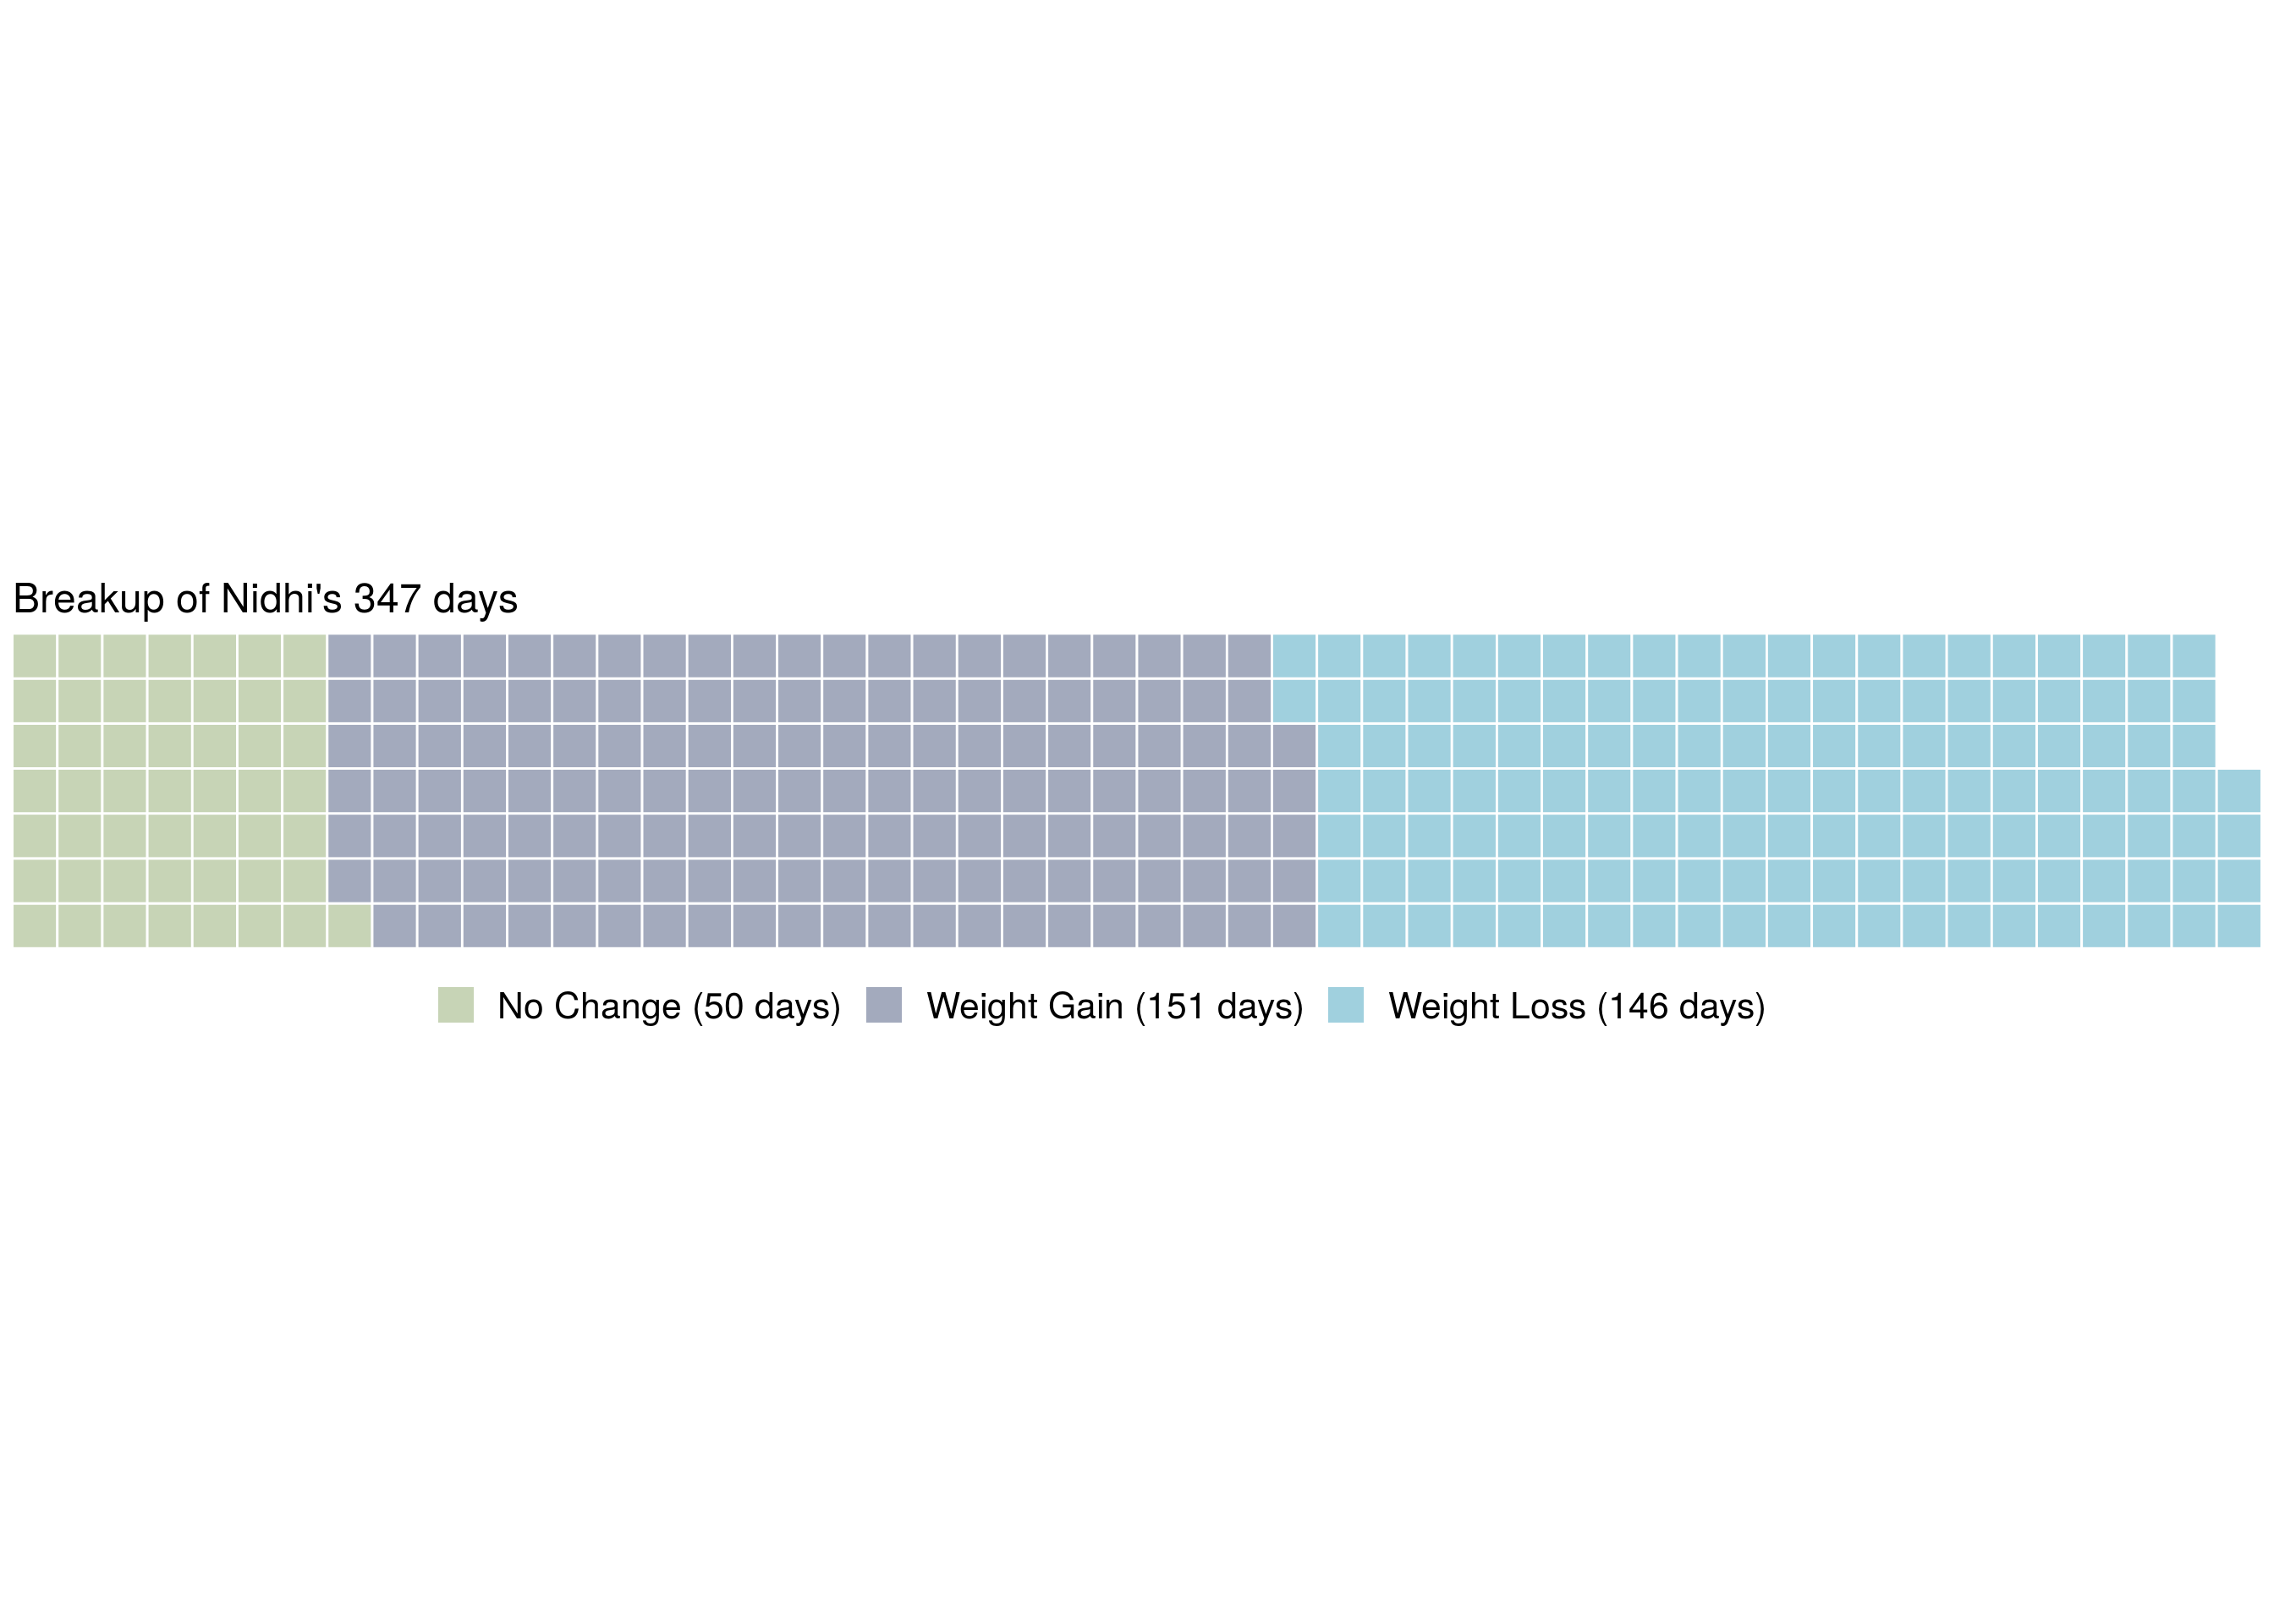 Breakup of Nidhi's 347 days
No Change (50 days) Weight Gain (151 days) Weight Loss (146 days)